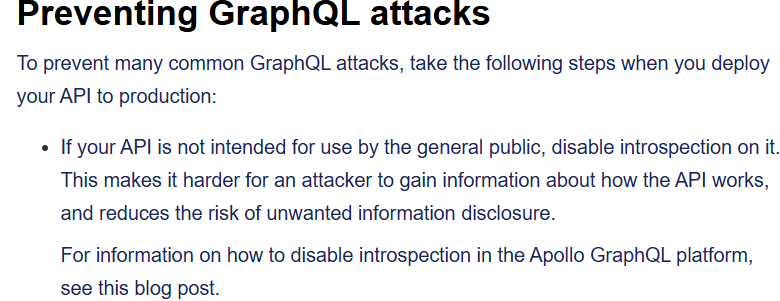 Preventing GraphQL attacks
To prevent many common GraphQL attacks, take the following steps when you deploy
your API to production:
• If your API is not intended for use by the general public, disable introspection on it.
This makes it harder for an attacker to gain information about how the API works,
and reduces the risk of unwanted information disclosure.
For information on how to disable introspection in the Apollo GraphQL platform,
see this blog post.